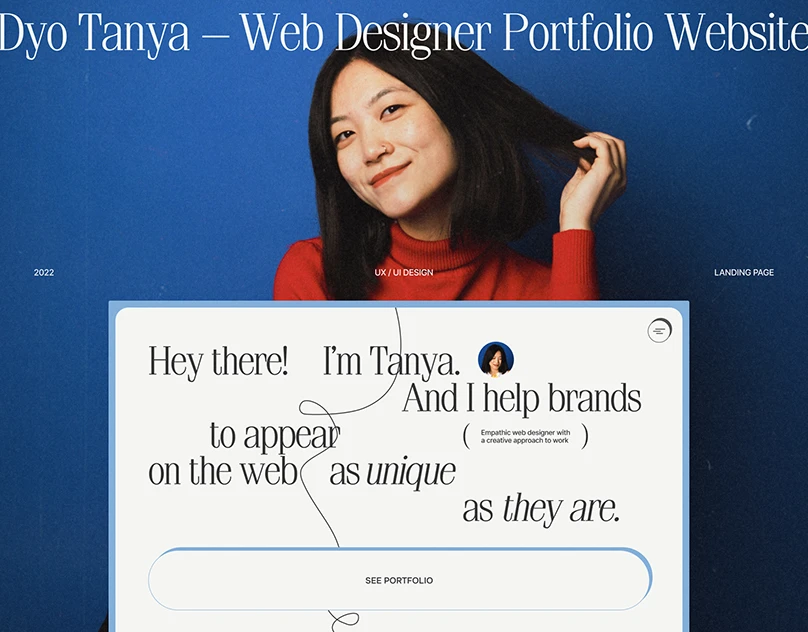 Dyo Tanya — Web Designer Portfolio Website
2022
UX / UI DESIGN
LANDING PAGE
Hey there! I'm Tanya.
And I help brands
to appear
( Empathic web designer with
a creative approach to work )
on the web as unique
as they are.
SEE PORTFOLIO